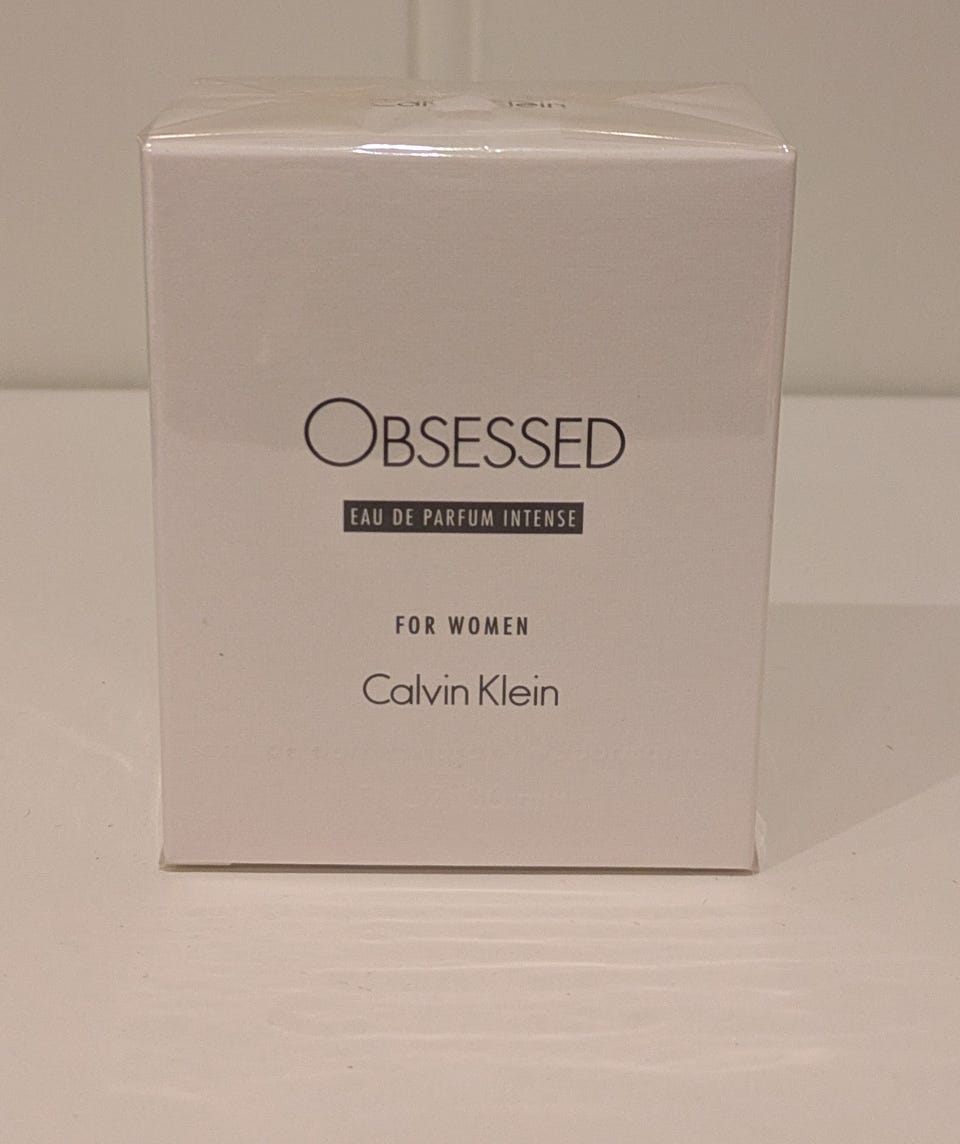 OBSESSED
EAU DE PARFUM INTENSE
FOR WOMEN
Calvin Klein